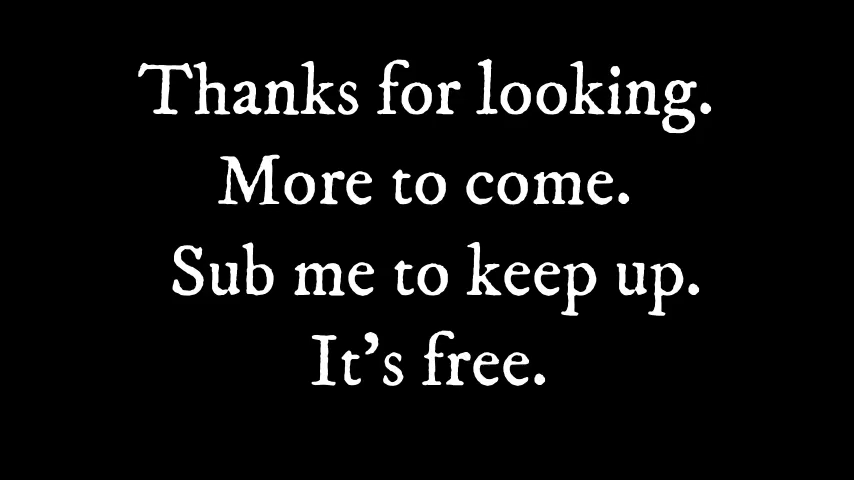 Thanks for looking.
More to come.
Sub me to keep up.
It’s free.